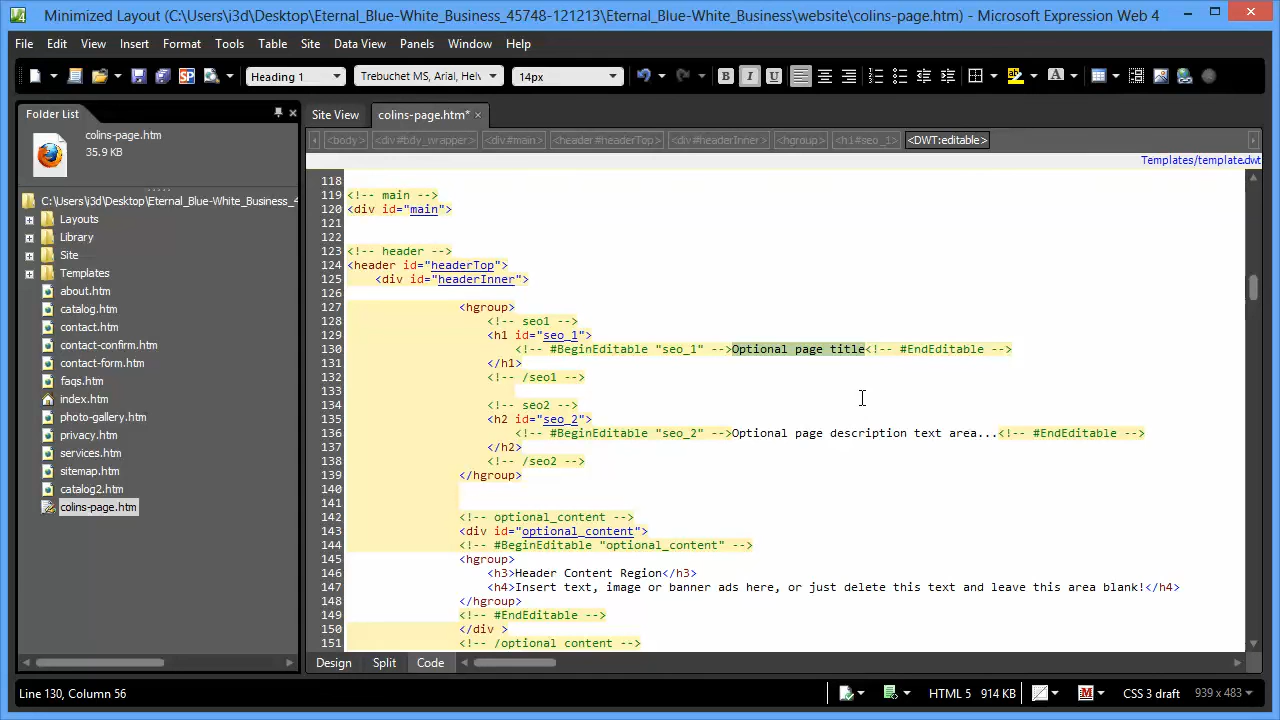 Minimized Layout (C:\Users\j3d\Desktop\Eternal_Blue-White_Business_45748-121213\Eternal_Blue-White_Business\website\colins-page.htm) - Microsoft Expression Web 4
File Edit View Insert Format Tools Table Site Data View Panels Window Help
Heading 1 Trebuchet MS, Arial, Helv 14px B I U
Folder List
Site View colins-page.htm*
colins-page.htm
35.9 KB
<body> <div#bdy_wrapper> <div#main> <header#headerTop> <div#headerInner> <hgroup> <h1#seo_1> <DWT:editable>
Templates/template.dwt
C:\Users\j3d\Desktop\Eternal_Blue-White_Business_4
Layouts
Library
Site
Templates
about.htm
catalog.htm
contact.htm
contact-confirm.htm
contact-form.htm
faqs.htm
index.htm
photo-gallery.htm
privacy.htm
services.htm
sitemap.htm
catalog2.htm
colins-page.htm
118
119 <!-- main -->
120 <div id="main">
121
122
123 <!-- header -->
124 <header id="headerTop">
125 <div id="headerInner">
126
127 <hgroup>
128 <!-- seo1 -->
129 <h1 id="seo_1">
130 <!-- #BeginEditable "seo_1" -->Optional page title<!-- #EndEditable -->
131 </h1>
132 <!-- /seo1 -->
133
134 <!-- seo2 -->
135 <h2 id="seo_2">
136 <!-- #BeginEditable "seo_2" -->Optional page description text area...<!-- #EndEditable -->
137 </h2>
138 <!-- /seo2 -->
139 </hgroup>
140
141
142 <!-- optional_content -->
143 <div id="optional_content">
144 <!-- #BeginEditable "optional_content" -->
145 <hgroup>
146 <h3>Header Content Region</h3>
147 <h4>Insert text, image or banner ads here, or just delete this text and leave this area blank!</h4>
148 </hgroup>
149 <!-- #EndEditable -->
150 </div >
151 <!-- /optional content -->
Design Split Code
Line 130, Column 56 HTML 5 914 KB CSS 3 draft 939 x 483